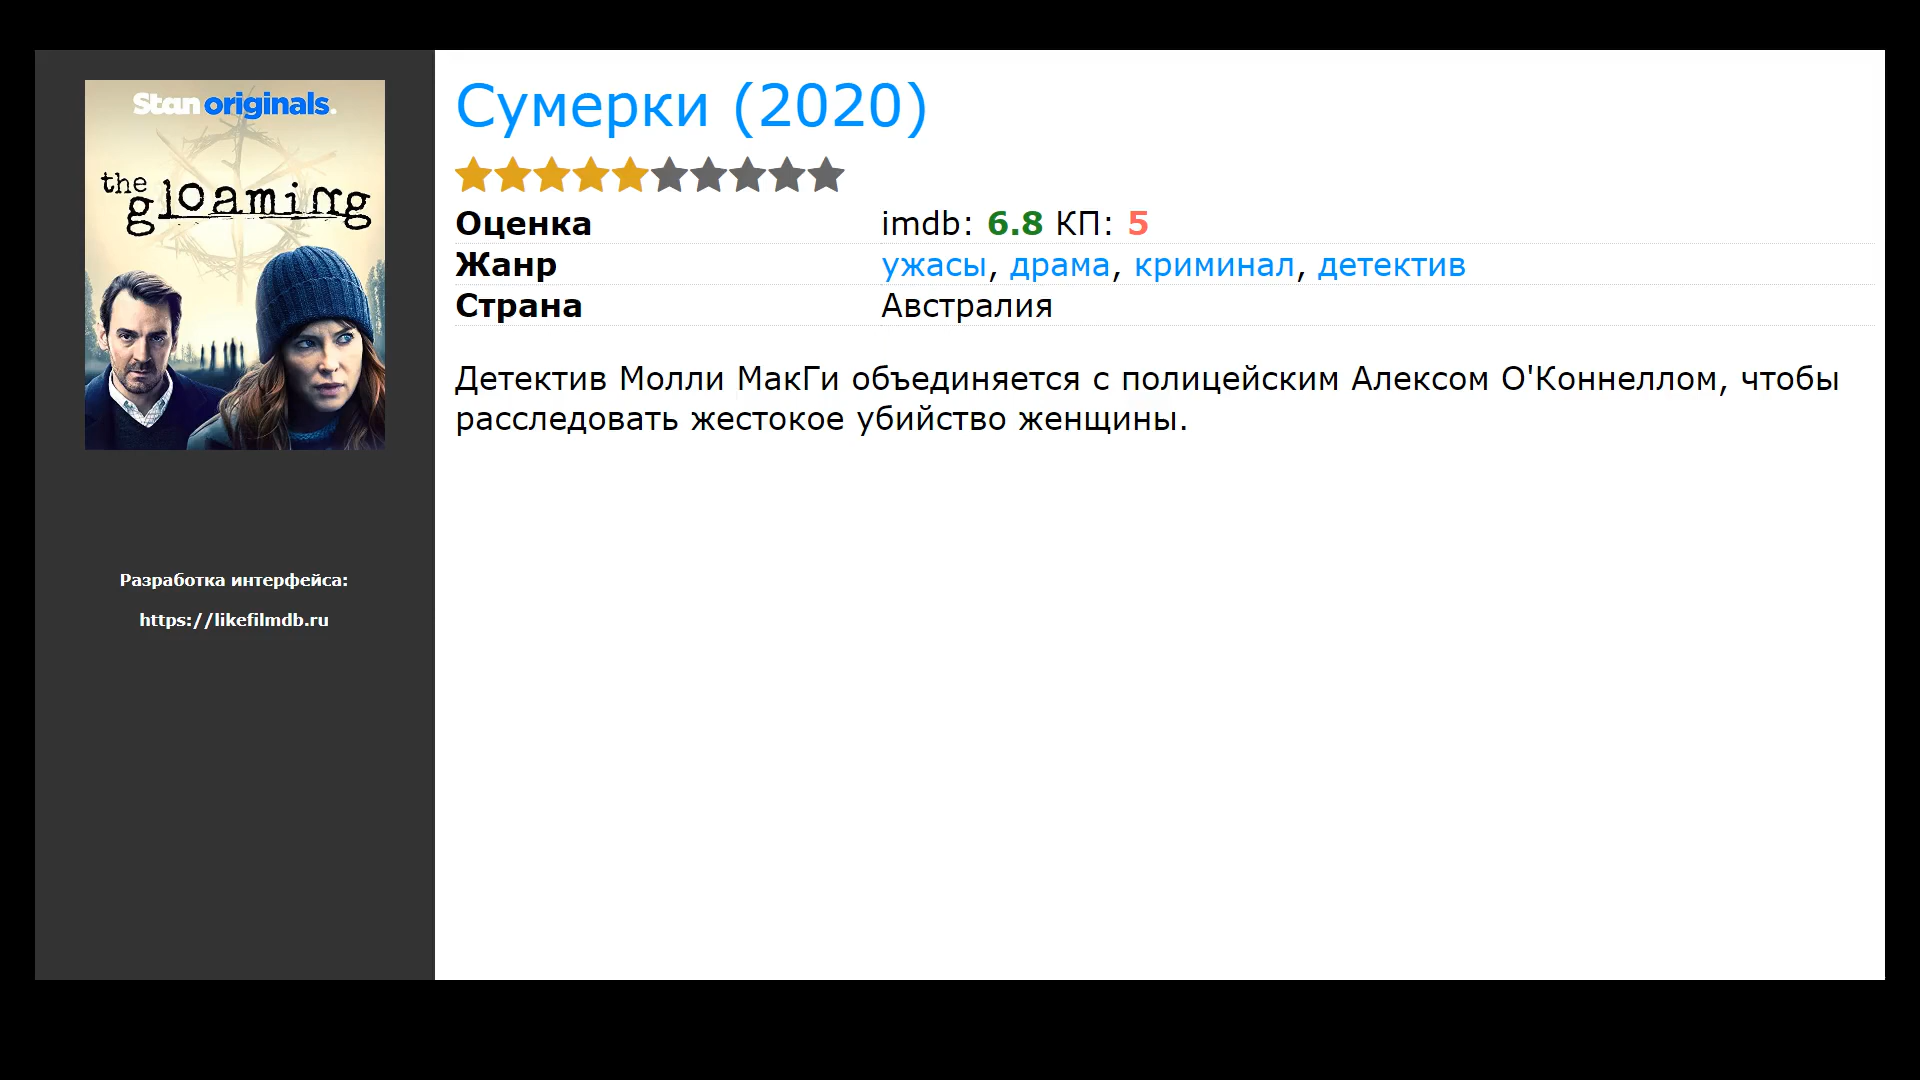 Stan originals.
the
gloaming
Разработка интерфейса:
https://likefilmdb.ru
Сумерки (2020)
Оценка imdb: 6.8 КП: 5
Жанр ужасы, драма, криминал, детектив
Страна Австралия
Детектив Молли МакГи объединяется с полицейским Алексом О'Коннеллом, чтобы
расследовать жестокое убийство женщины.